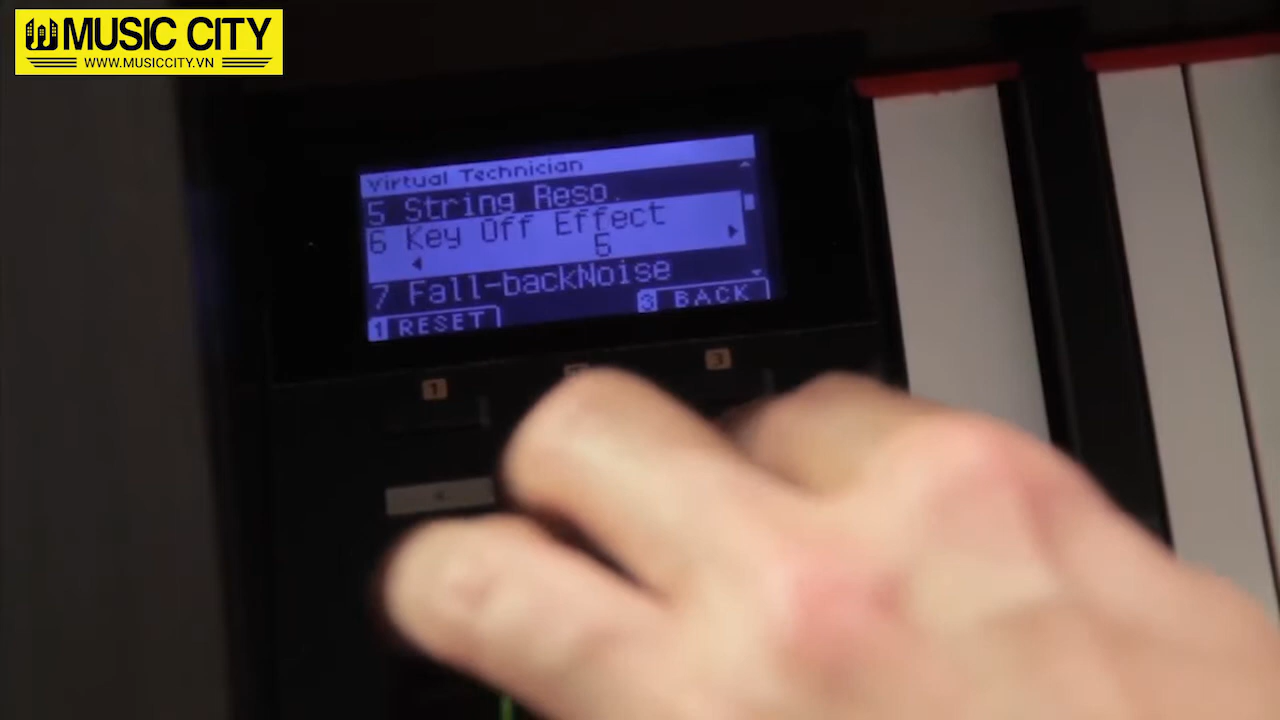 MUSIC CITY
WWW.MUSICCITY.VN
Virtual Technician
5 String Reso.
6 Key Off Effect
5
7 Fall-backNoise
1 RESET
3 BACK
1
3